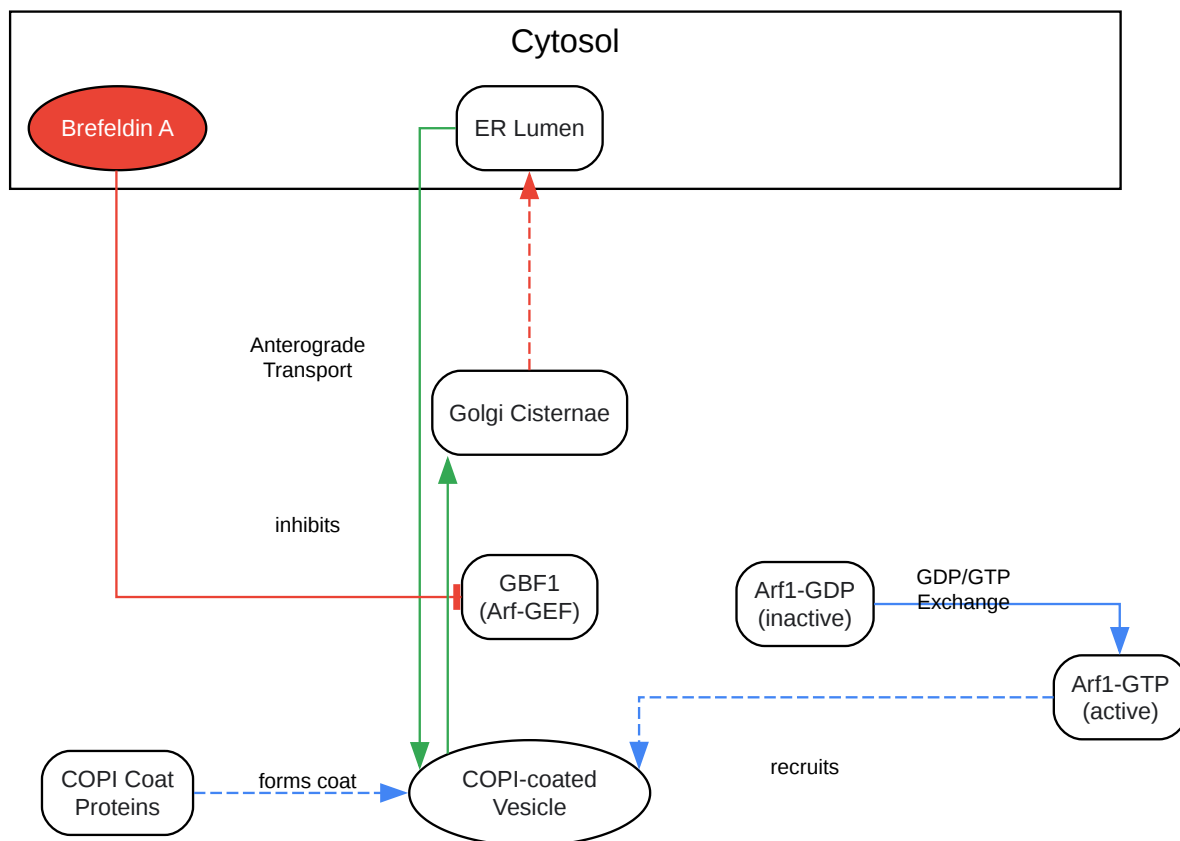 Cytosol
Brefeldin A
ER Lumen
Anterograde
Transport
Golgi Cisternae
inhibits
GBF1
(Arf-GEF)
Arf1-GDP
(inactive)
GDP/GTP
Exchange
Arf1-GTP
(active)
recruits
COPI Coat
Proteins
forms coat
COPI-coated
Vesicle